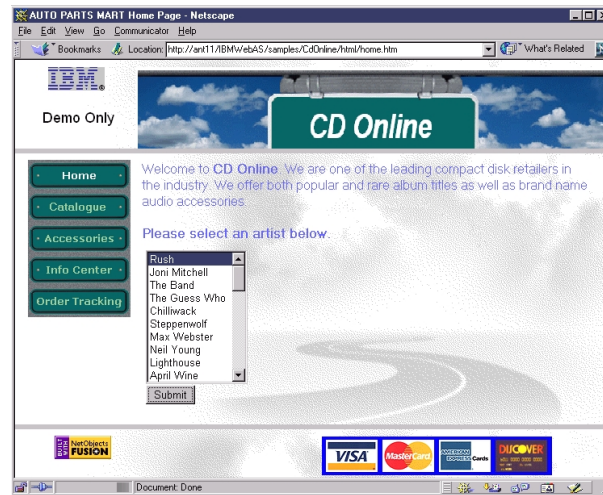 AUTO PARTS MART Home Page - Netscape
File Edit View Go Communicator Help
Bookmarks Location: http://ant11/IBMWebAS/samples/CdOnline/html/home.htm What's Related
IBM
Demo Only
CD Online
Home
Catalogue
Accessories
Info Center
Order Tracking
Welcome to CD Online. We are one of the leading compact disk retailers in
the industry. We offer both popular and rare album titles as well as brand name
audio accessories
Please select an artist below.
Rush
Joni Mitchell
The Band
The Guess Who
Chilliwack
Steppenwolf
Max Webster
Neil Young
Lighthouse
April Wine
Submit
BUILT WITH NetObjects
FUSION
VISA MasterCard AMERICAN EXPRESS Cards DISCOVER
Document: Done